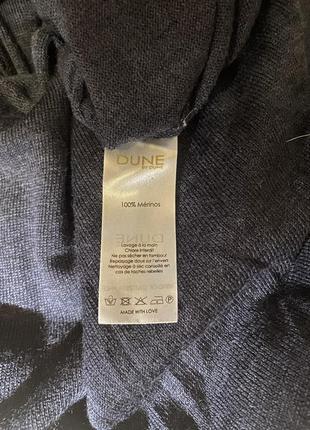 DUNE
BY DUNE
100% Mérinos
Lavage à la main
Chlore interdit
Ne pas sécher en tambour
Repassage doux sur l'envers
Nettoyage à sec conseillé en
cas de taches rebelles
MADE WITH LOVE